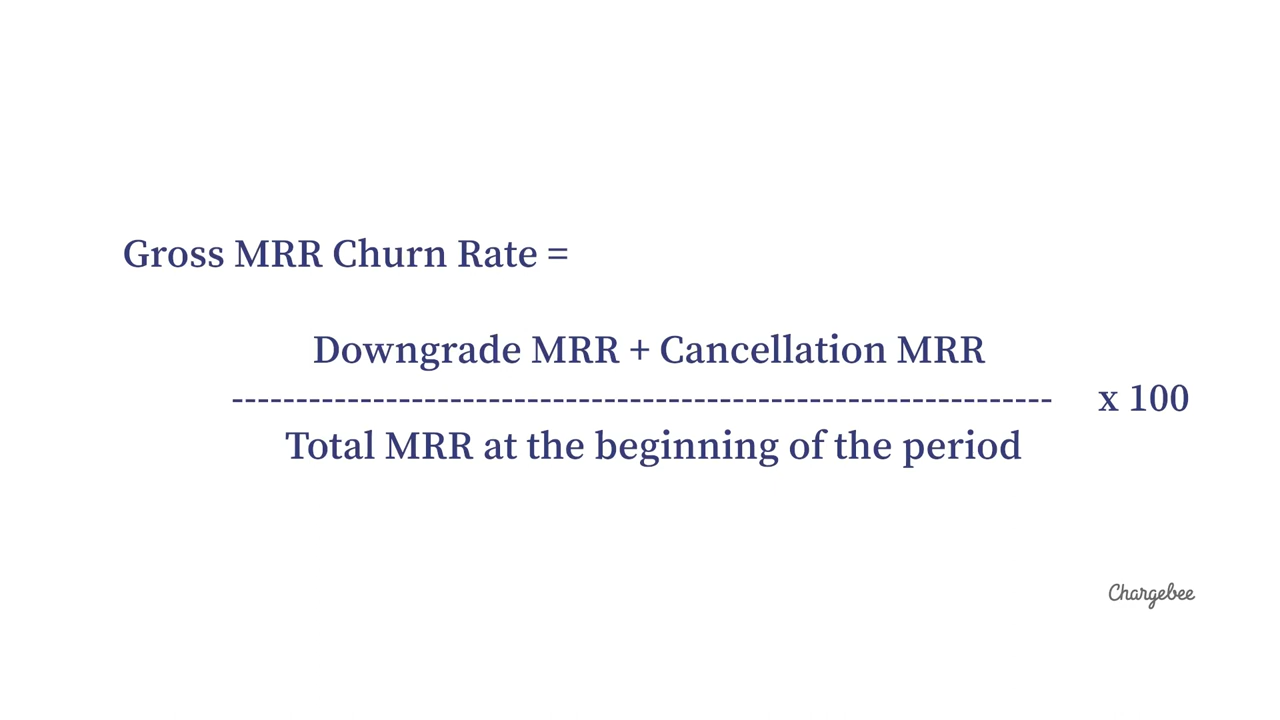 Gross MRR Churn Rate =
Downgrade MRR + Cancellation MRR
---------------------------------------------------------------- x 100
Total MRR at the beginning of the period
Chargebee